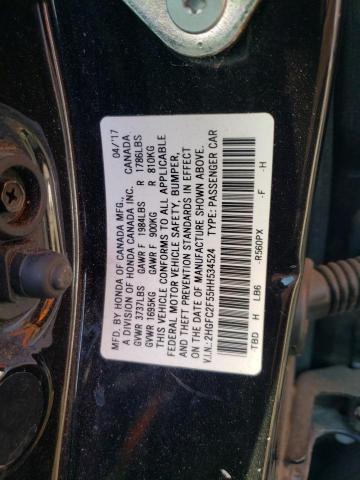 MFD. BY HONDA OF CANADA MFG., 04/'17
A DIVISION OF HONDA CANADA INC. CANADA
GVWR 3737LBS GAWR F 1984LBS R 1786LBS
GVWR 1695KG GAWR F 900KG R 810KG
THIS VEHICLE CONFORMS TO ALL APPLICABLE
FEDERAL MOTOR VEHICLE SAFETY, BUMPER,
AND THEFT PREVENTION STANDARDS IN EFFECT
ON THE DATE OF MANUFACTURE SHOWN ABOVE.
V.I.N.: 2HGFC2F55HH534524 TYPE: PASSENGER CAR
-TBD H LB6 -R560PX -F -H